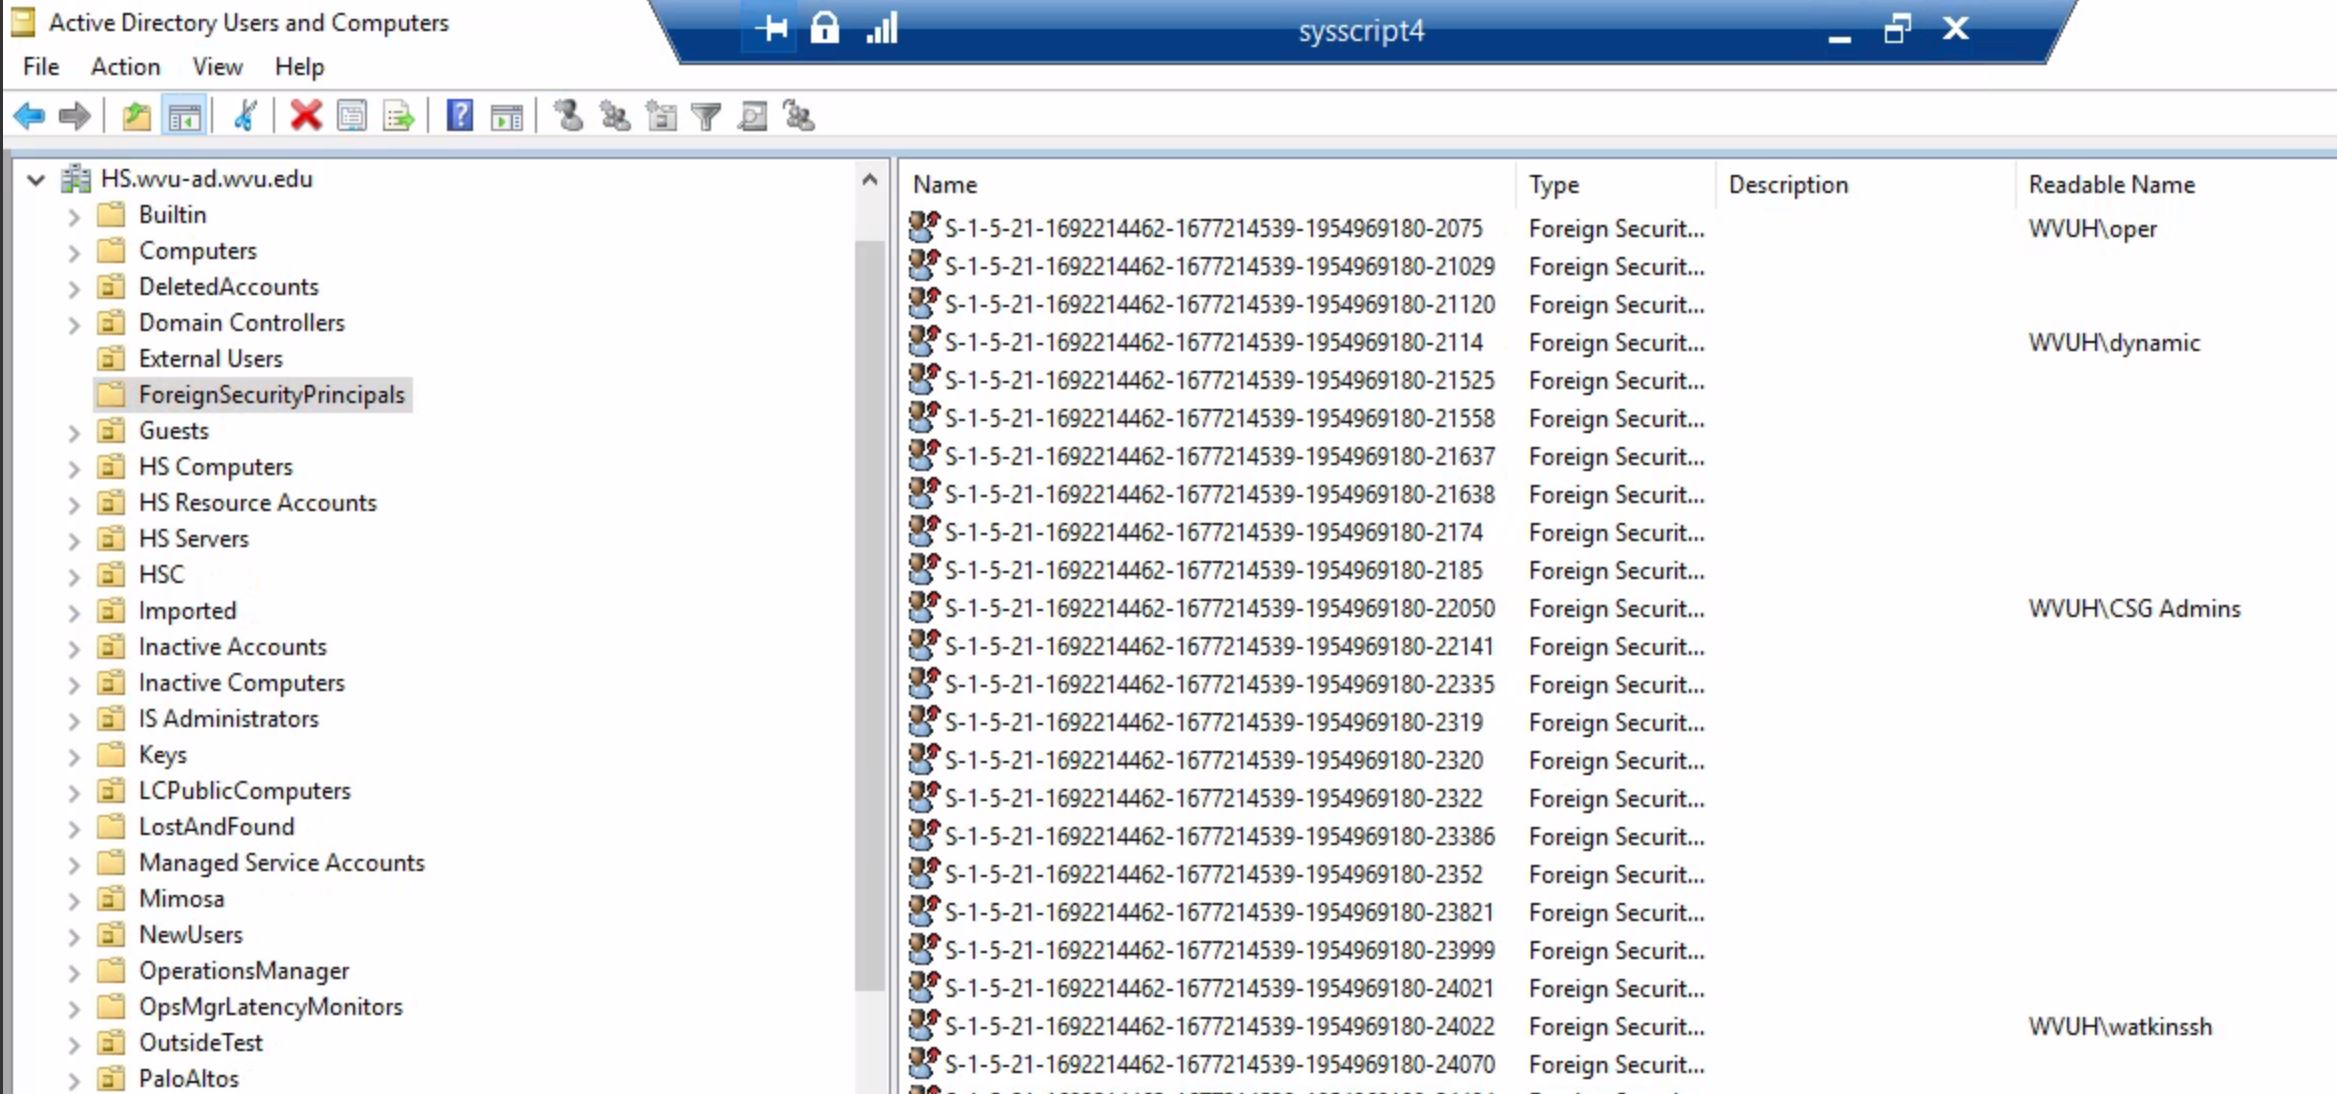 Active Directory Users and Computers
sysscript4
File Action View Help
HS.wvu-ad.wvu.edu
Builtin
Computers
DeletedAccounts
Domain Controllers
External Users
ForeignSecurityPrincipals
Guests
HS Computers
HS Resource Accounts
HS Servers
HSC
Imported
Inactive Accounts
Inactive Computers
IS Administrators
Keys
LCPublicComputers
LostAndFound
Managed Service Accounts
Mimosa
NewUsers
OperationsManager
OpsMgrLatencyMonitors
OutsideTest
PaloAltos
Name Type Description Readable Name
S-1-5-21-1692214462-1677214539-1954969180-2075 Foreign Securit... WVUH\oper
S-1-5-21-1692214462-1677214539-1954969180-21029 Foreign Securit...
S-1-5-21-1692214462-1677214539-1954969180-21120 Foreign Securit...
S-1-5-21-1692214462-1677214539-1954969180-2114 Foreign Securit... WVUH\dynamic
S-1-5-21-1692214462-1677214539-1954969180-21525 Foreign Securit...
S-1-5-21-1692214462-1677214539-1954969180-21558 Foreign Securit...
S-1-5-21-1692214462-1677214539-1954969180-21637 Foreign Securit...
S-1-5-21-1692214462-1677214539-1954969180-21638 Foreign Securit...
S-1-5-21-1692214462-1677214539-1954969180-2174 Foreign Securit...
S-1-5-21-1692214462-1677214539-1954969180-2185 Foreign Securit...
S-1-5-21-1692214462-1677214539-1954969180-22050 Foreign Securit... WVUH\CSG Admins
S-1-5-21-1692214462-1677214539-1954969180-22141 Foreign Securit...
S-1-5-21-1692214462-1677214539-1954969180-22335 Foreign Securit...
S-1-5-21-1692214462-1677214539-1954969180-2319 Foreign Securit...
S-1-5-21-1692214462-1677214539-1954969180-2320 Foreign Securit...
S-1-5-21-1692214462-1677214539-1954969180-2322 Foreign Securit...
S-1-5-21-1692214462-1677214539-1954969180-23386 Foreign Securit...
S-1-5-21-1692214462-1677214539-1954969180-2352 Foreign Securit...
S-1-5-21-1692214462-1677214539-1954969180-23821 Foreign Securit...
S-1-5-21-1692214462-1677214539-1954969180-23999 Foreign Securit...
S-1-5-21-1692214462-1677214539-1954969180-24021 Foreign Securit...
S-1-5-21-1692214462-1677214539-1954969180-24022 Foreign Securit... WVUH\watkinssh
S-1-5-21-1692214462-1677214539-1954969180-24070 Foreign Securit...